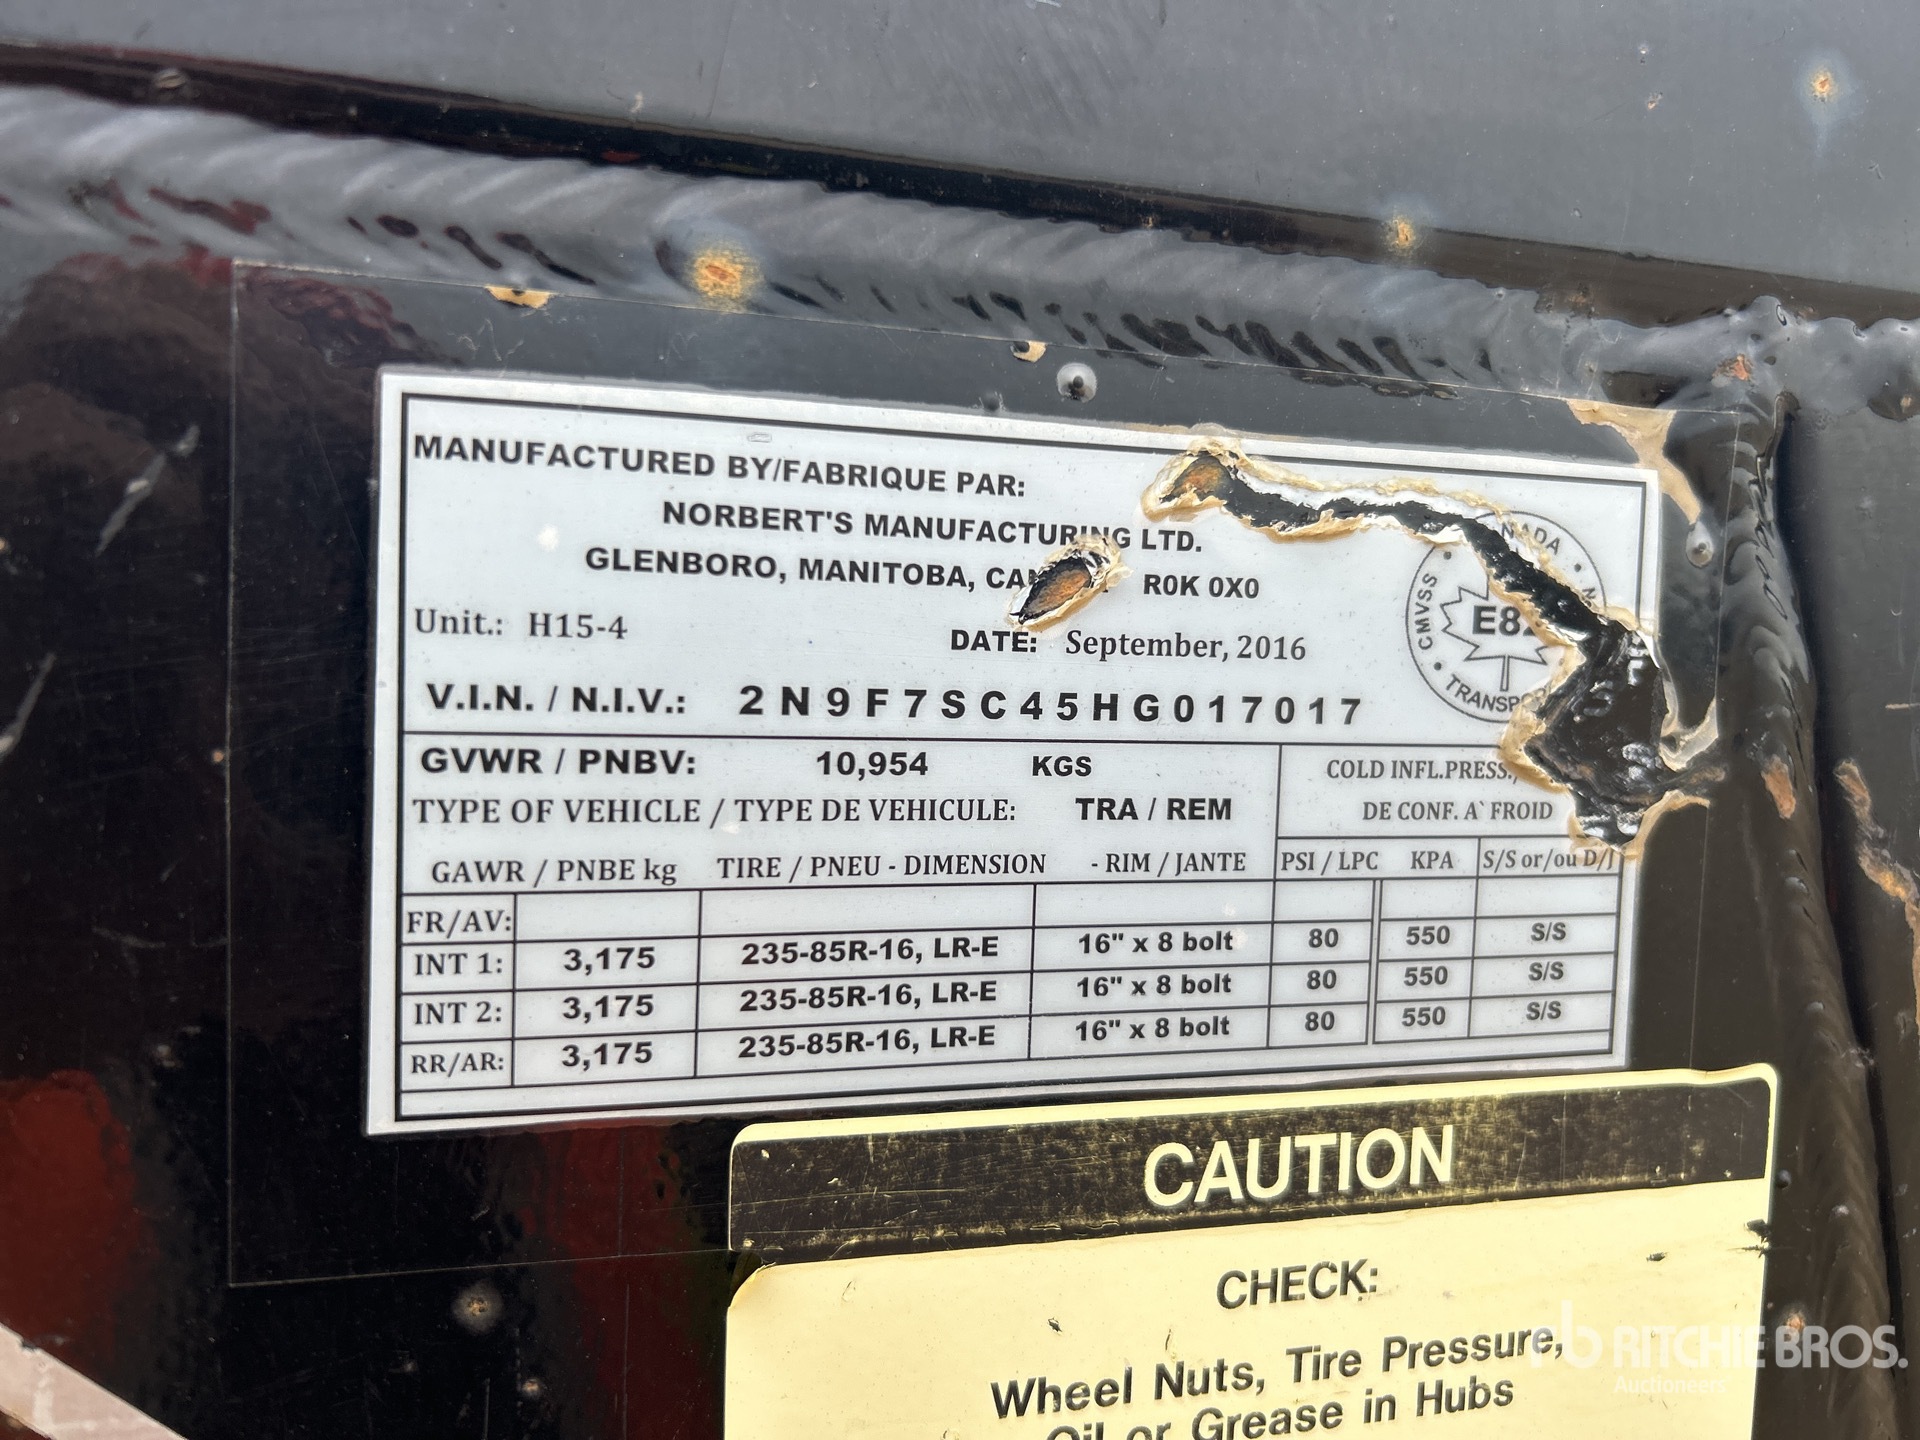 MANUFACTURED BY/FABRIQUE PAR:
NORBERT'S MANUFACTURING LTD.
GLENBORO, MANITOBA, R0K 0X0
Unit.: H15-4 DATE: September, 2016
CMVSS
TRANSPOR
V.I.N. / N.I.V.: 2N9F7SC45HG017017
GVWR / PNBV: 10,954 KGS
COLD INFL.PRESS./
TYPE OF VEHICLE / TYPE DE VEHICULE: TRA / REM
DE CONF. A` FROID
GAWR / PNBE kg TIRE / PNEU - DIMENSION - RIM / JANTE PSI / LPC KPA S/S or/ou D/J
FR/AV:
INT 1: 3,175 235-85R-16, LR-E 16" x 8 bolt 80 550 S/S
INT 2: 3,175 235-85R-16, LR-E 16" x 8 bolt 80 550 S/S
RR/AR: 3,175 235-85R-16, LR-E 16" x 8 bolt 80 550 S/S
CAUTION
CHECK:
Wheel Nuts, Tire Pressure,
Oil or Grease in Hubs
rb RITCHIE BROS.
Auctioneers